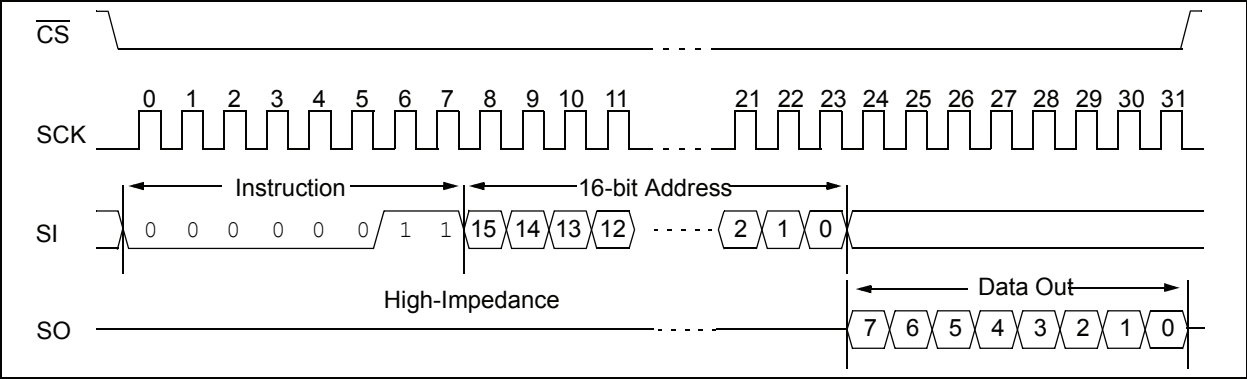 CS
0 1 2 3 4 5 6 7 8 9 10 11 21 22 23 24 25 26 27 28 29 30 31
SCK
Instruction 16-bit Address
SI 0 0 0 0 0 0 1 1 15 14 13 12 2 1 0
High-Impedance Data Out
SO 7 6 5 4 3 2 1 0